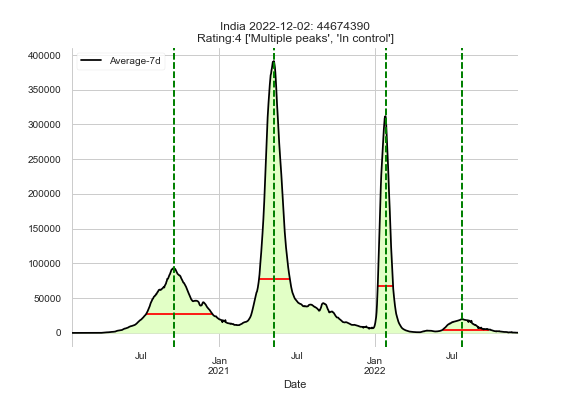 India 2022-12-02: 44674390
Rating:4 ['Multiple peaks', 'In control']
400000
Average-7d
350000
300000
250000
200000
150000
100000
50000
0
Jul
Jan
2021
Jul
Jan
2022
Jul
Date